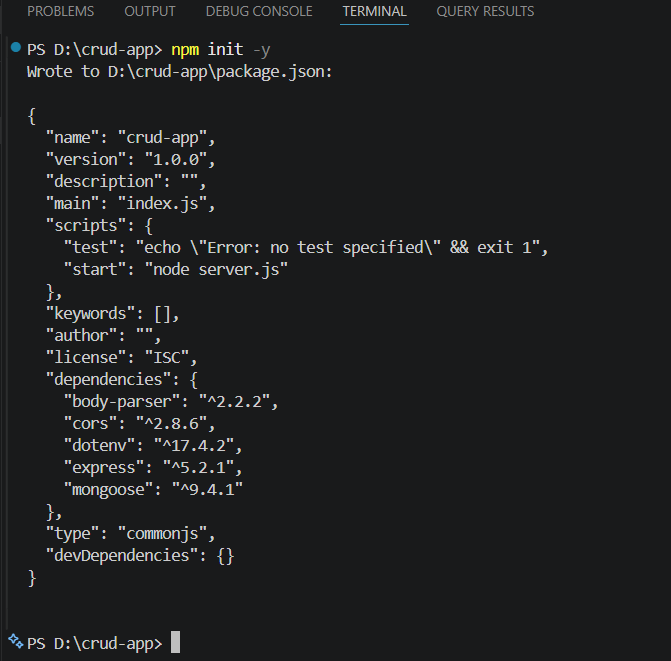 PROBLEMS OUTPUT DEBUG CONSOLE TERMINAL QUERY RESULTS
PS D:\crud-app> npm init -y
Wrote to D:\crud-app\package.json:
{
  "name": "crud-app",
  "version": "1.0.0",
  "description": "",
  "main": "index.js",
  "scripts": {
    "test": "echo \"Error: no test specified\" && exit 1",
    "start": "node server.js"
  },
  "keywords": [],
  "author": "",
  "license": "ISC",
  "dependencies": {
    "body-parser": "^2.2.2",
    "cors": "^2.8.6",
    "dotenv": "^17.4.2",
    "express": "^5.2.1",
    "mongoose": "^9.4.1"
  },
  "type": "commonjs",
  "devDependencies": {}
}
PS D:\crud-app>